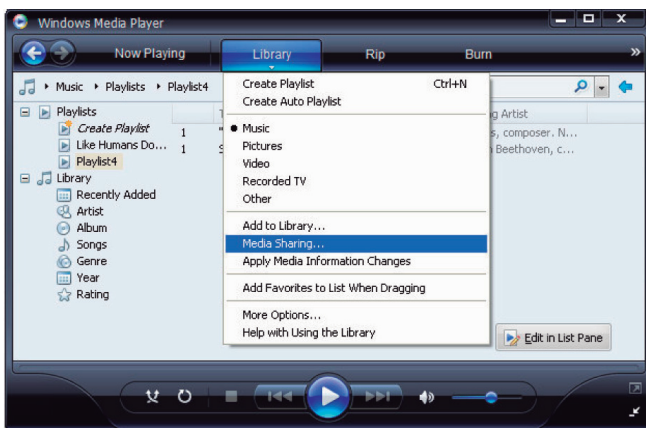 Windows Media Player
Now Playing
Library
Rip
Burn
»
Music ▸ Playlists ▸ Playlist4
Create Playlist Ctrl+N
Create Auto Playlist
Music
Pictures
Video
Recorded TV
Other
Add to Library...
Media Sharing...
Apply Media Information Changes
Add Favorites to List When Dragging
More Options...
Help with Using the Library
Playlists
Create Playlist
Like Humans Do...
Playlist4
Library
Recently Added
Artist
Album
Songs
Genre
Year
Rating
1
1
Artist
composer. N...
Beethoven, c...
Edit in List Pane